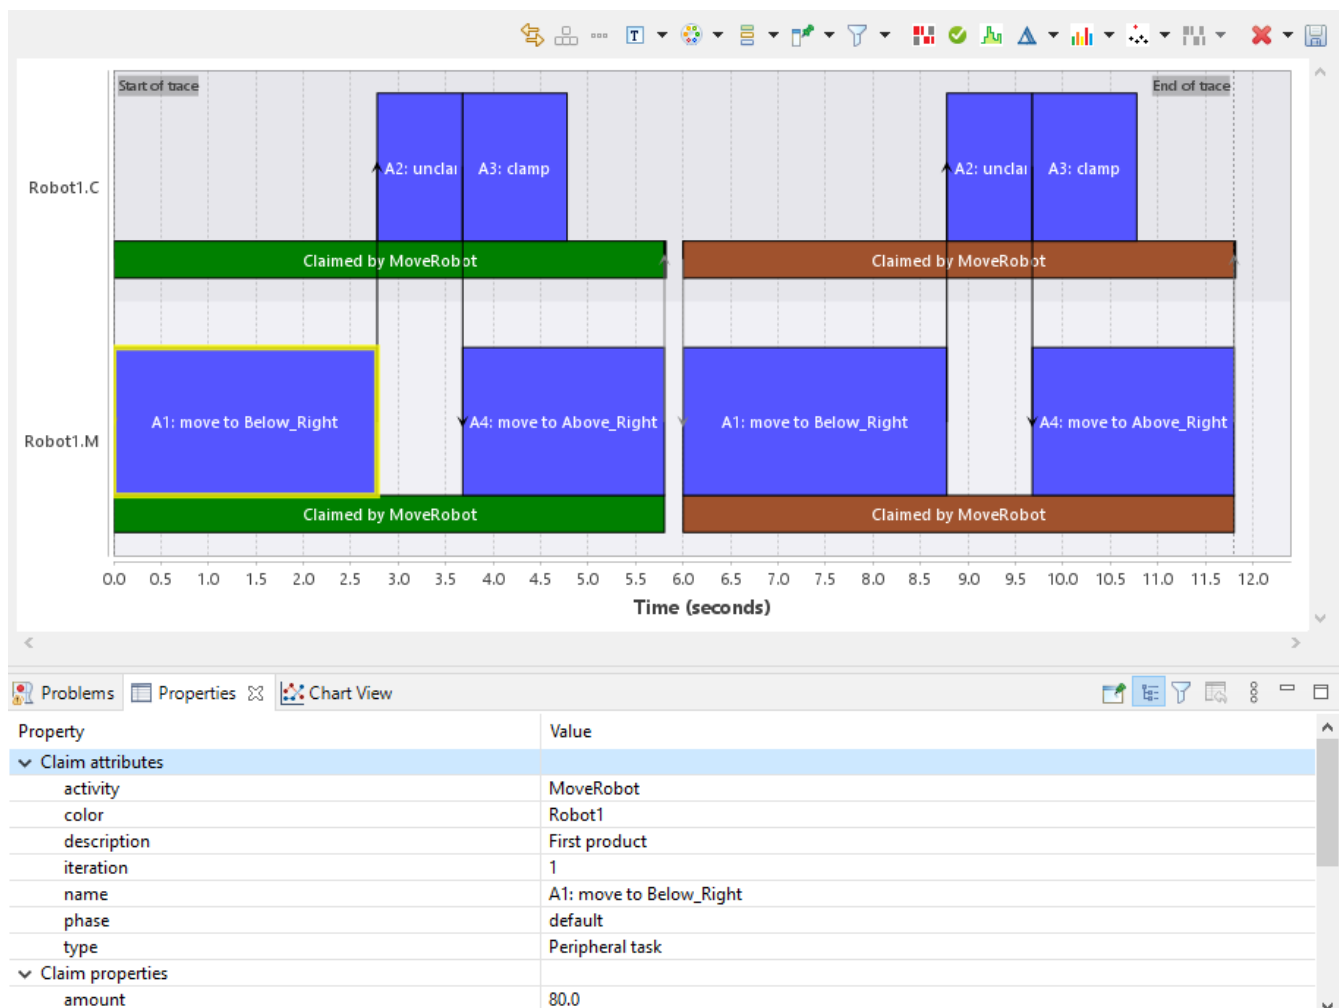 T
Start of trace
End of trace
Robot1.C
A2: unclar
A3: clamp
A2: unclar
A3: clamp
Claimed by MoveRobot
Claimed by MoveRobot
Robot1.M
A1: move to Below_Right
A4: move to Above_Right
A1: move to Below_Right
A4: move to Above_Right
Claimed by MoveRobot
Claimed by MoveRobot
0.0 0.5 1.0 1.5 2.0 2.5 3.0 3.5 4.0 4.5 5.0 5.5 6.0 6.5 7.0 7.5 8.0 8.5 9.0 9.5 10.0 10.5 11.0 11.5 12.0
Time (seconds)
Problems Properties Chart View
Property Value
Claim attributes
activity MoveRobot
color Robot1
description First product
iteration 1
name A1: move to Below_Right
phase default
type Peripheral task
Claim properties
amount 80.0